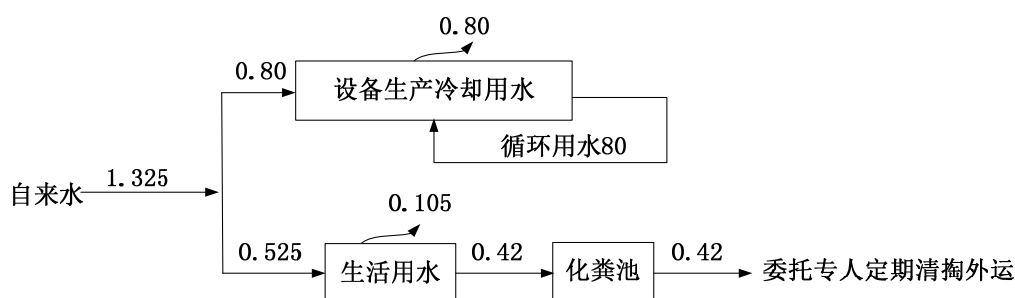 0.80
0.80
设备生产冷却用水
循环用水80
自来水
1.325
0.105
0.525
生活用水
0.42
化粪池
0.42
委托专人定期清掏外运